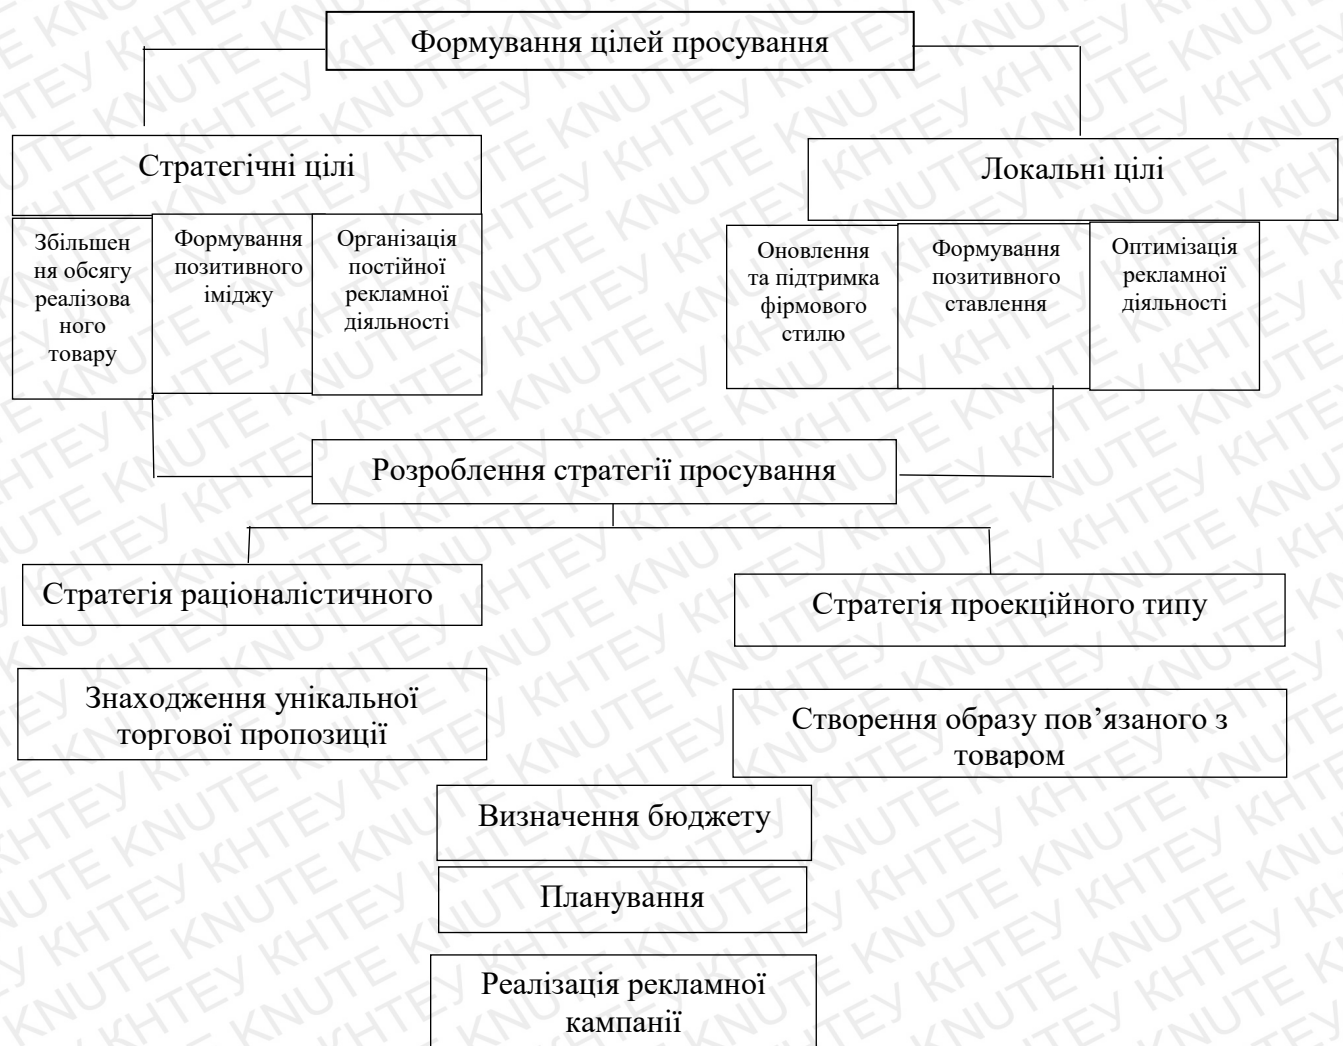 Формування цілей просування
Стратегічні цілі
Локальні цілі
Збільшен
ня обсягу
реалізова
ного
товару
Формування
позитивного
іміджу
Організація
постійної
рекламної
діяльності
Оновлення
та підтримка
фірмового
стилю
Формування
позитивного
ставлення
Оптимізація
рекламної
діяльності
Розроблення стратегії просування
Стратегія раціоналістичного
Стратегія проекційного типу
Знаходження унікальної
торгової пропозиції
Створення образу пов’язаного з
товаром
Визначення бюджету
Планування
Реалізація рекламної
кампанії